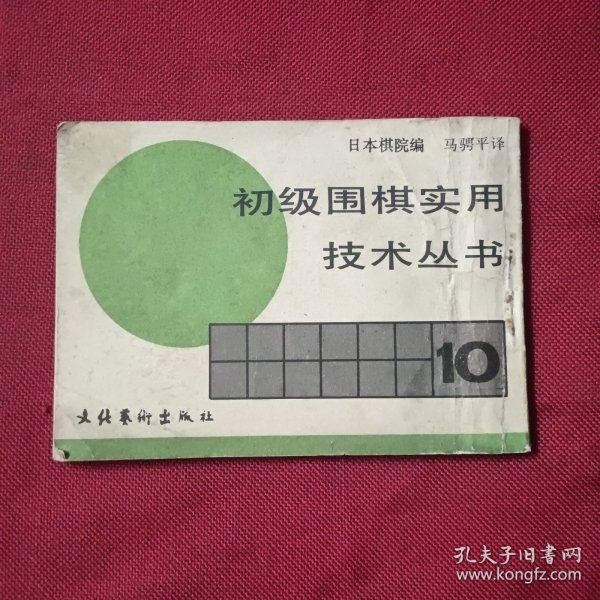 日本棋院编 马骋平译
初级围棋实用
技术丛书
10
文化艺術出版社
孔夫子旧书网
www.kongfz.com